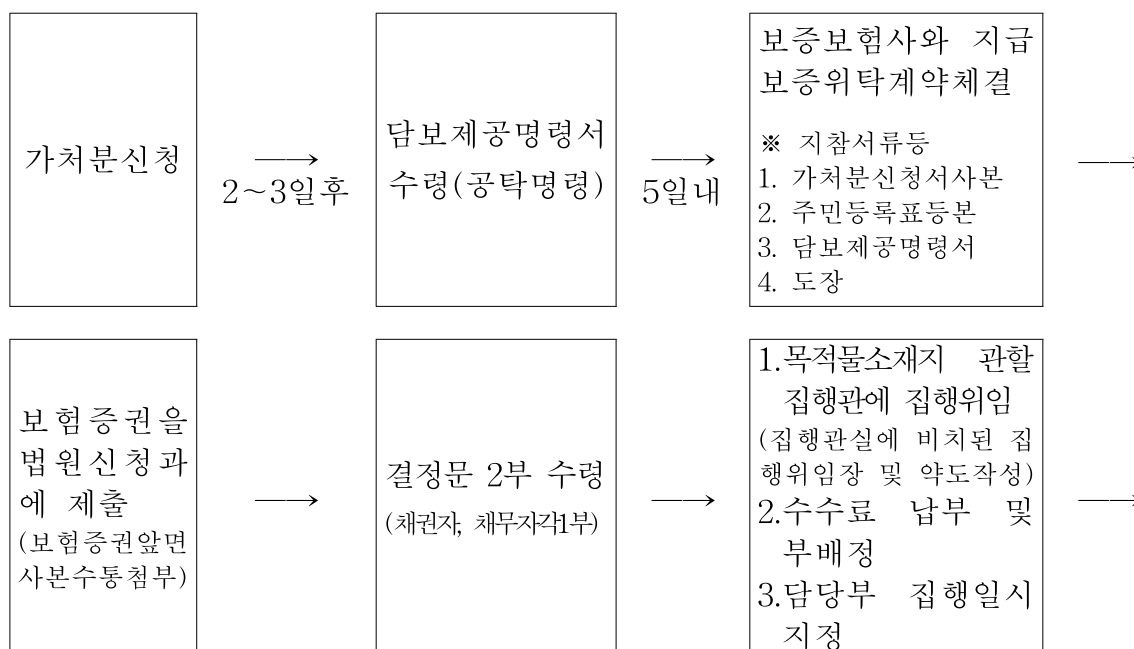 가처분신청
2~3일후
담보제공명령서
수령(공탁명령)
5일내
보증보험사와 지급
보증위탁계약체결
※ 지참서류등
1. 가처분신청서사본
2. 주민등록표등본
3. 담보제공명령서
4. 도장
보험증권을
법원신청과
에 제출
(보험증권앞면
사본수통첨부)
결정문 2부 수령
(채권자, 채무자각1부)
1.목적물소재지 관할
집행관에 집행위임
(집행관실에 비치된 집
행위임장 및 약도작성)
2.수수료 납부 및
부배정
3.담당부 집행일시
지정